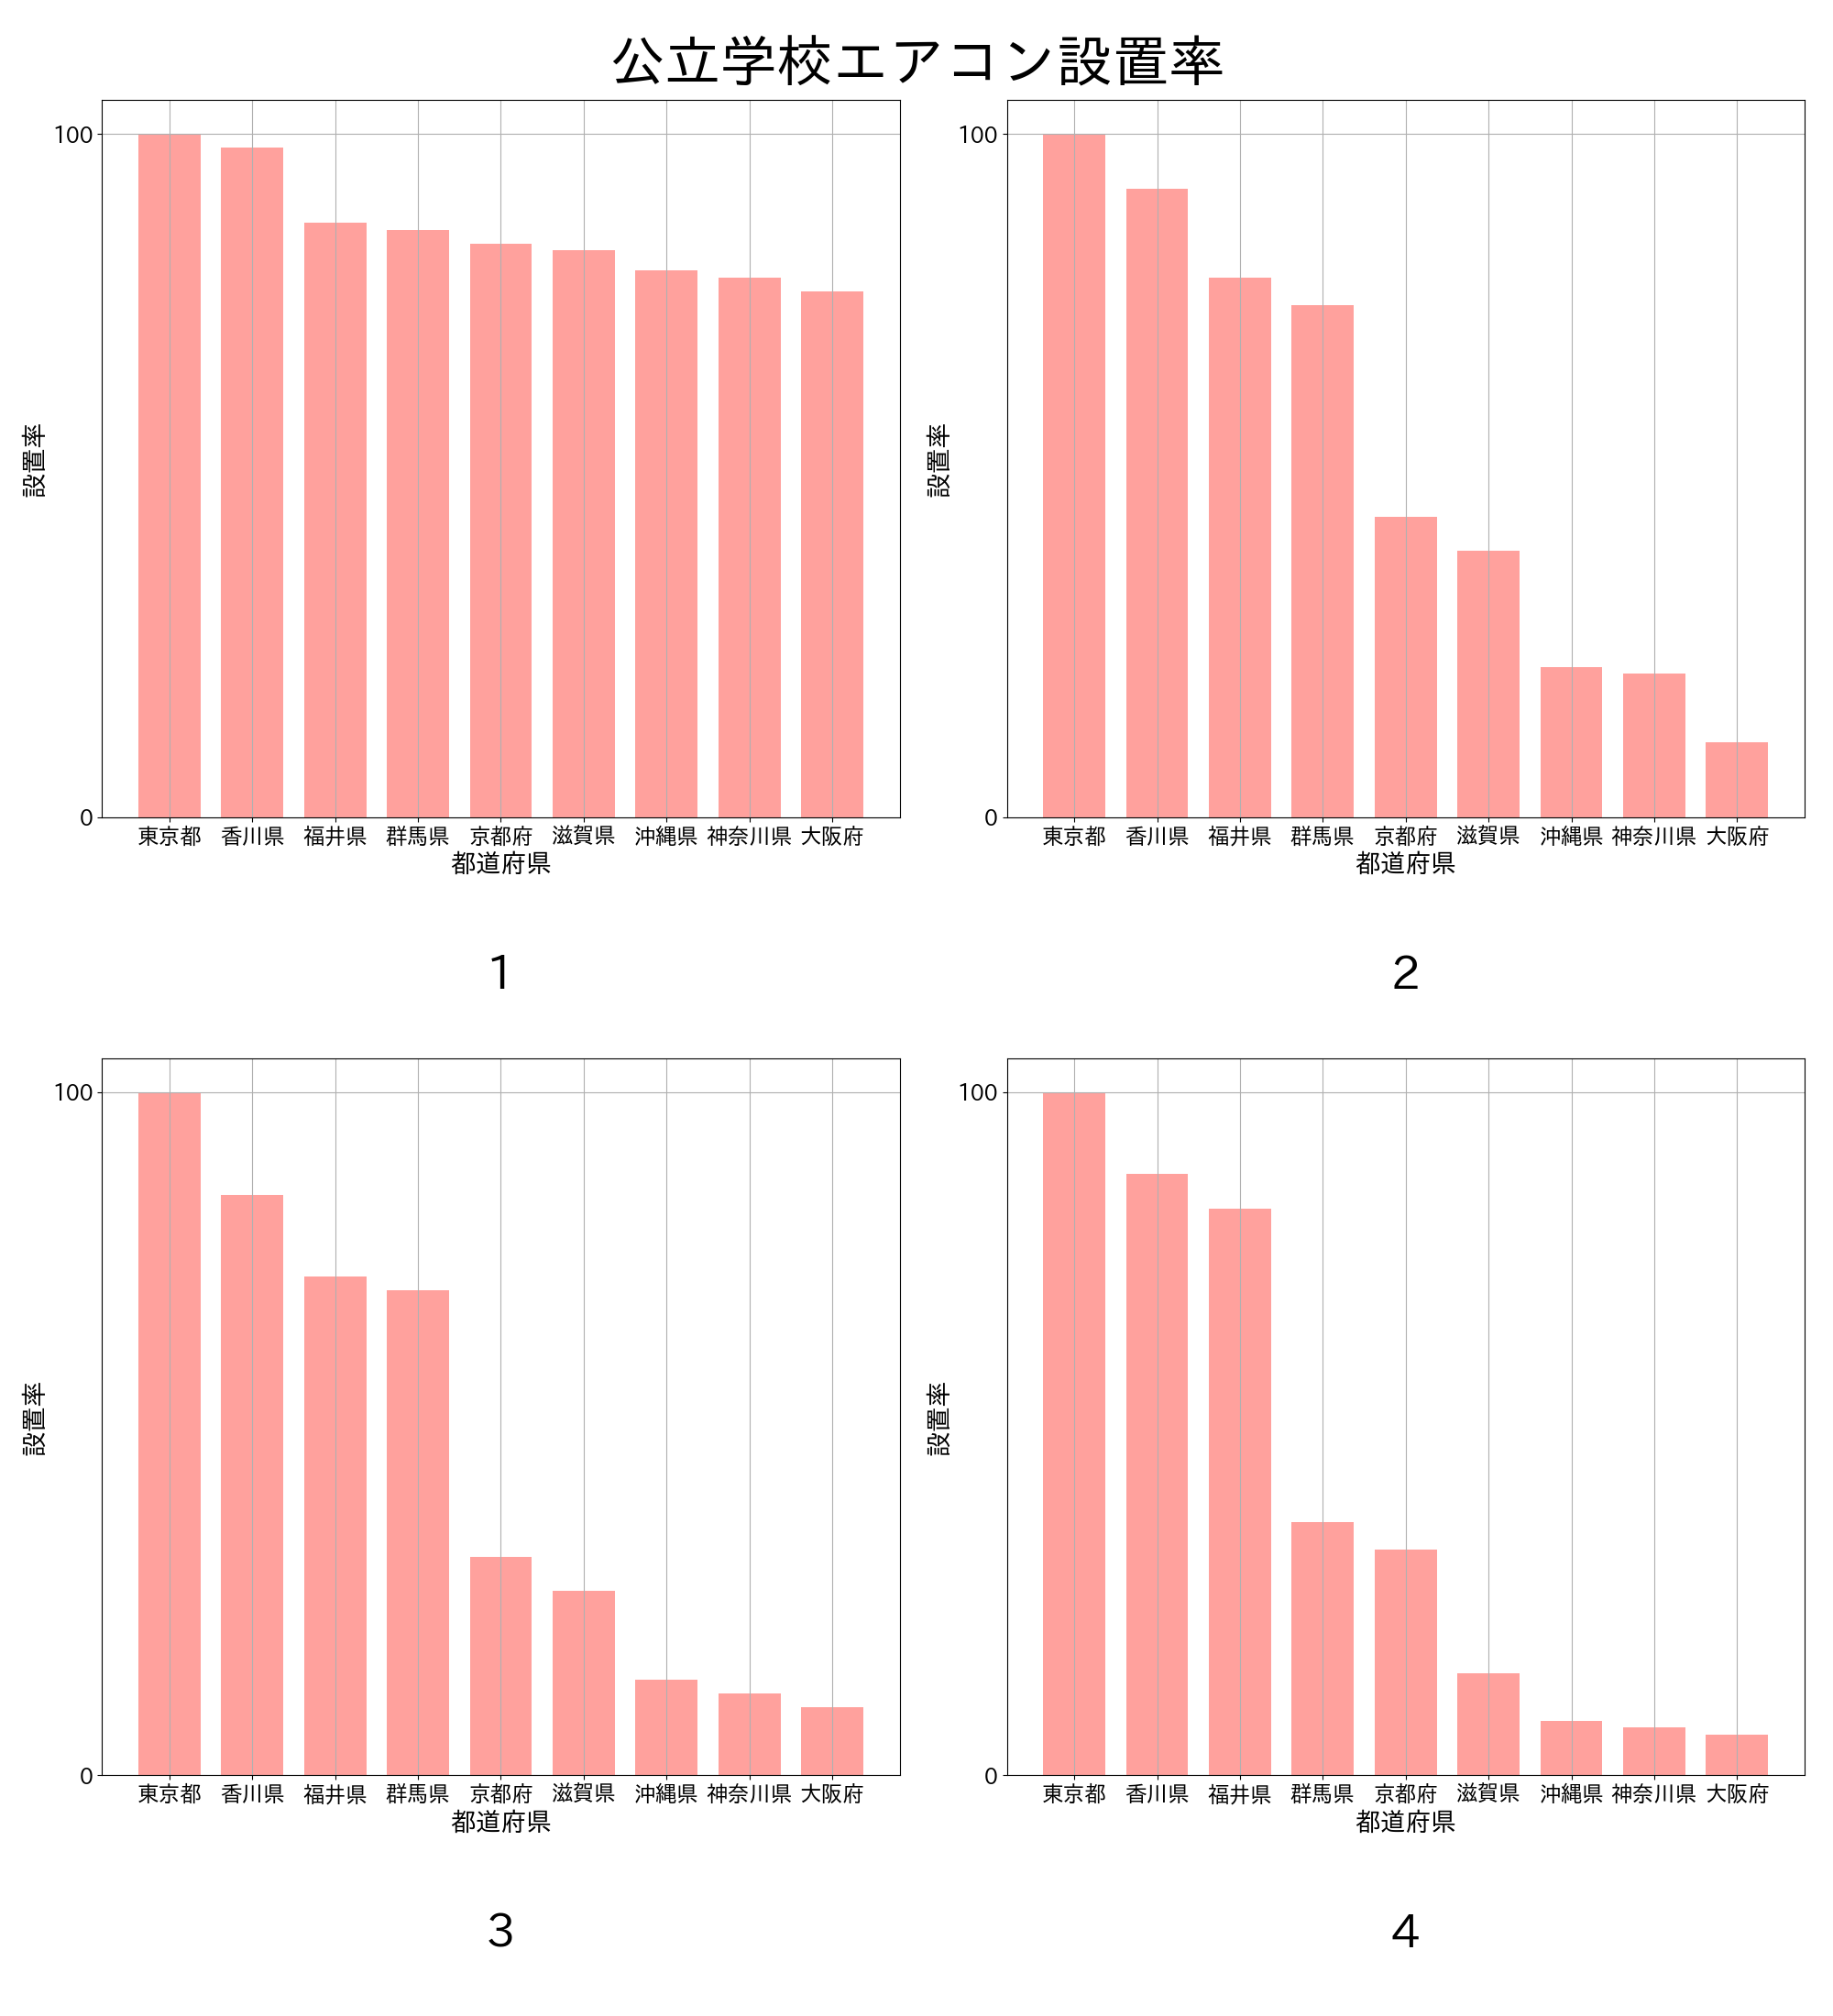 公立学校エアコン設置率
100
0
設置率
東京都 香川県 福井県 群馬県 京都府 滋賀県 沖縄県 神奈川県 大阪府
都道府県
1
100
0
設置率
東京都 香川県 福井県 群馬県 京都府 滋賀県 沖縄県 神奈川県 大阪府
都道府県
2
100
0
設置率
東京都 香川県 福井県 群馬県 京都府 滋賀県 沖縄県 神奈川県 大阪府
都道府県
3
100
0
設置率
東京都 香川県 福井県 群馬県 京都府 滋賀県 沖縄県 神奈川県 大阪府
都道府県
4